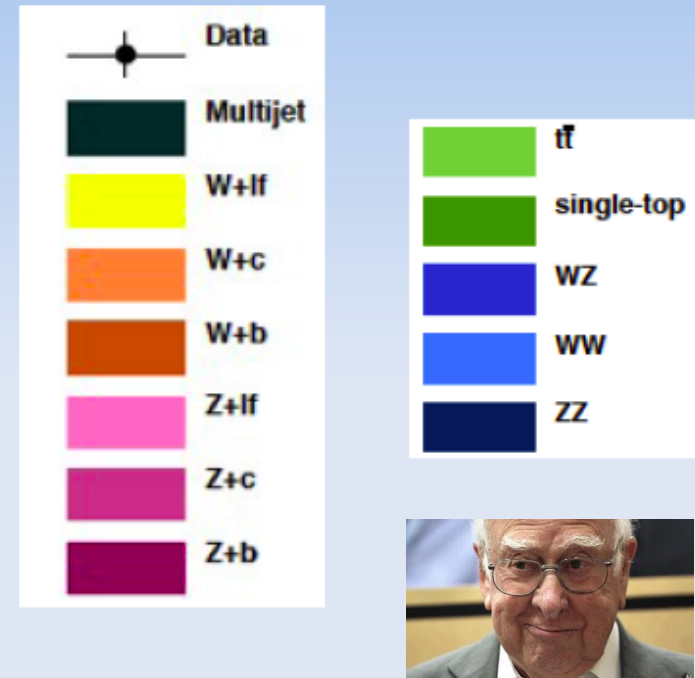 Data
Multijet
W+lf
W+c
W+b
Z+lf
Z+c
Z+b
tt̄
single-top
WZ
WW
ZZ